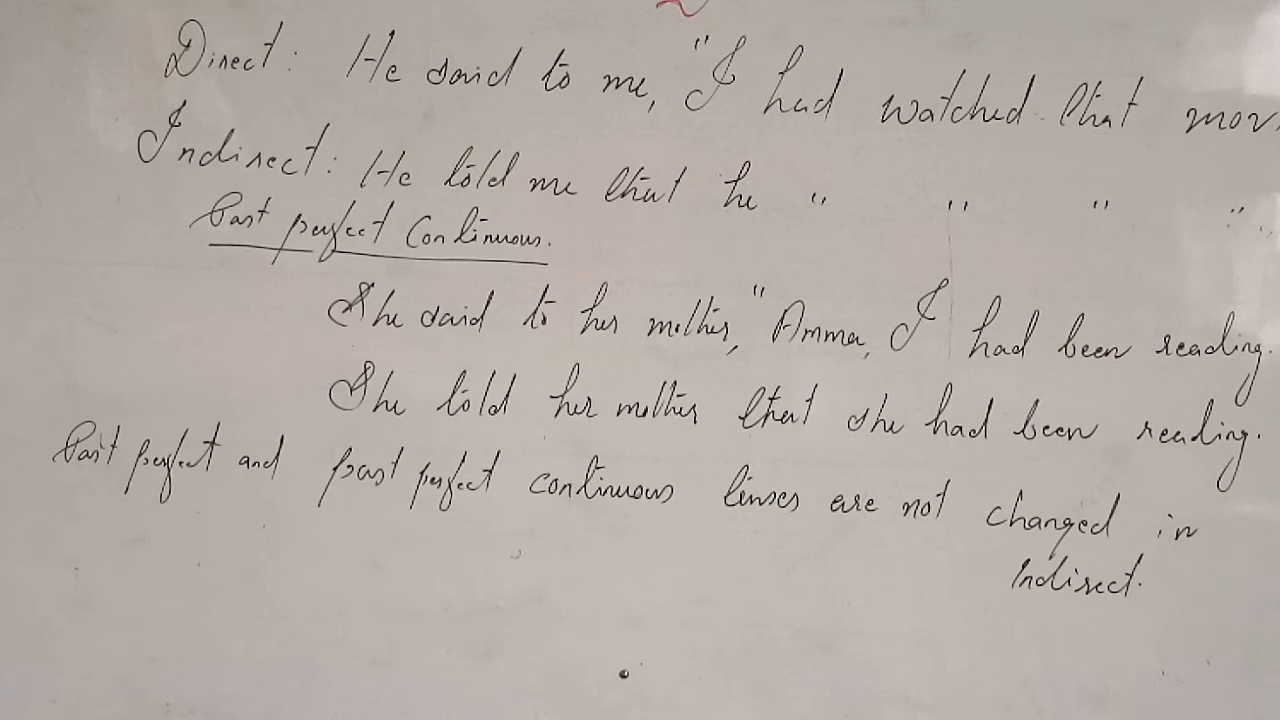 Direct: He said to me, "I had watched that mov
Indirect: He told me that he " " " "
Past perfect Continuous.
She said to her mother, "Amma, I had been reading.
She told her mother that she had been reading.
Past perfect and past perfect continuous tenses are not changed in
Indirect.